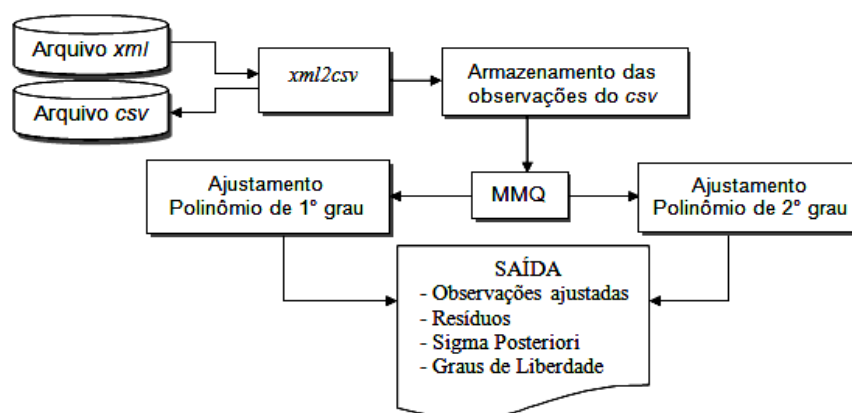 Arquivo xml
Arquivo csv
xml2csv
Armazenamento das
observações do csv
MMQ
Ajustamento
Polinômio de 1° grau
Ajustamento
Polinômio de 2° grau
SAÍDA
- Observações ajustadas
- Resíduos
- Sigma Posteriori
- Graus de Liberdade